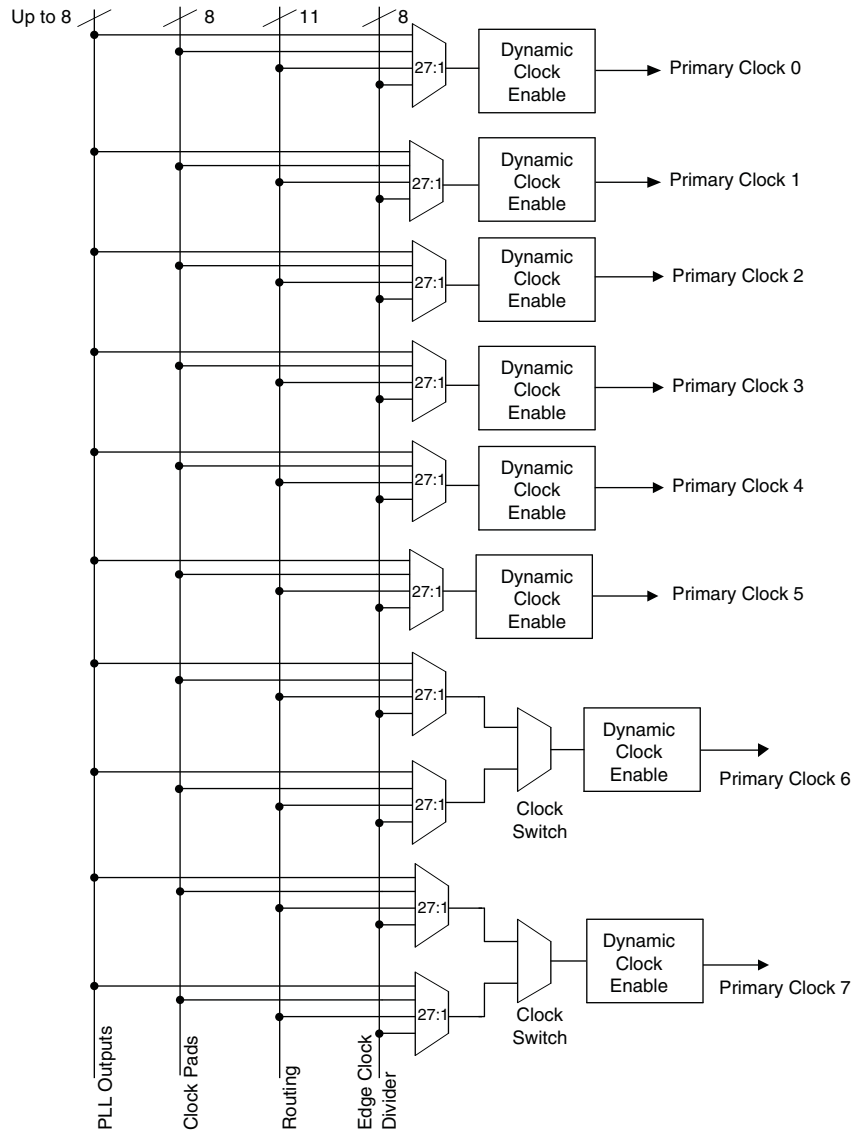 Up to 8
8
11
8
27:1
Dynamic
Clock
Enable
Primary Clock 0
27:1
Dynamic
Clock
Enable
Primary Clock 1
27:1
Dynamic
Clock
Enable
Primary Clock 2
27:1
Dynamic
Clock
Enable
Primary Clock 3
27:1
Dynamic
Clock
Enable
Primary Clock 4
27:1
Dynamic
Clock
Enable
Primary Clock 5
27:1
27:1
Clock
Switch
Dynamic
Clock
Enable
Primary Clock 6
27:1
27:1
Clock
Switch
Dynamic
Clock
Enable
Primary Clock 7
PLL Outputs
Clock Pads
Routing
Edge Clock
Divider